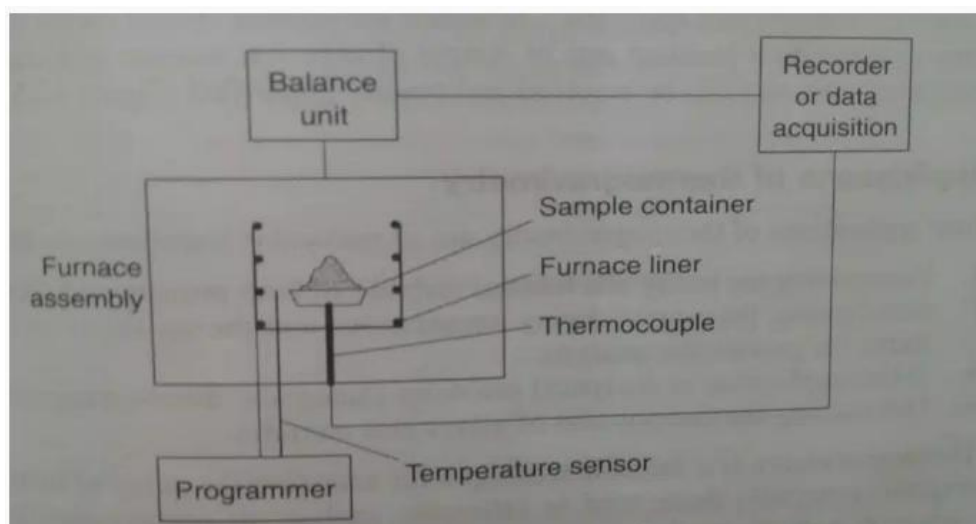 Balance
unit
Recorder
or data
acquisition
Sample container
Furnace
assembly
Furnace liner
Thermocouple
Temperature sensor
Programmer